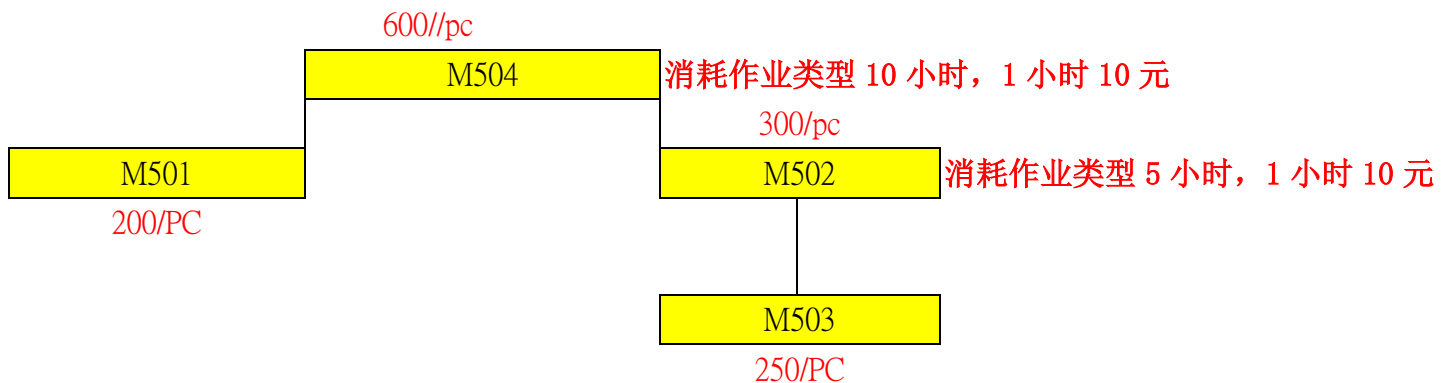 600//pc
M504
消耗作业类型 10 小时，1 小时 10 元
300/pc
M501
M502
消耗作业类型 5 小时，1 小时 10 元
200/PC
M503
250/PC